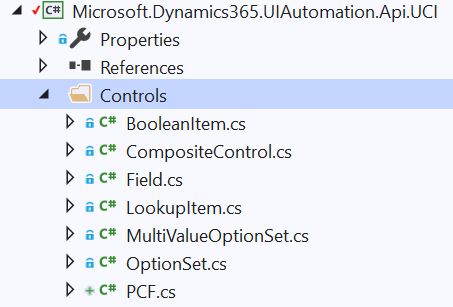 C# Microsoft.Dynamics365.UIAutomation.Api.UCI
Properties
References
Controls
C# BooleanItem.cs
C# CompositeControl.cs
C# Field.cs
C# LookupItem.cs
C# MultiValueOptionSet.cs
C# OptionSet.cs
C# PCF.cs